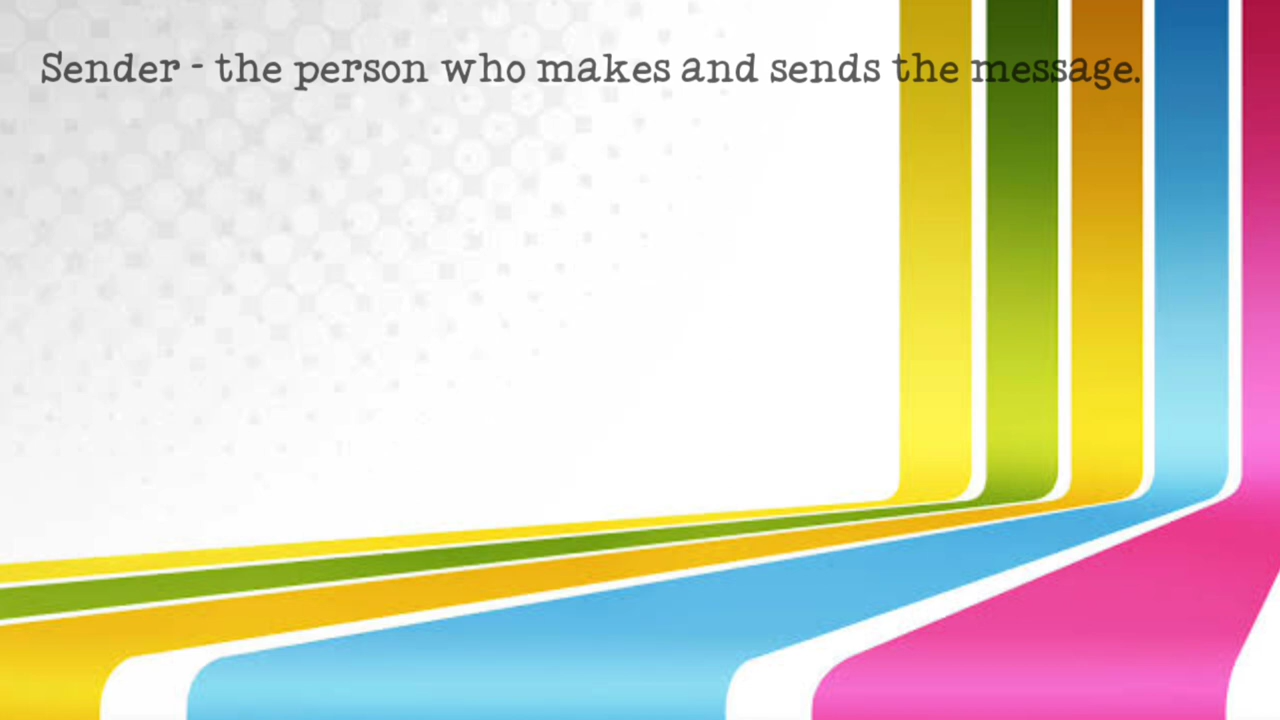 Sender - the person who makes and sends the message.